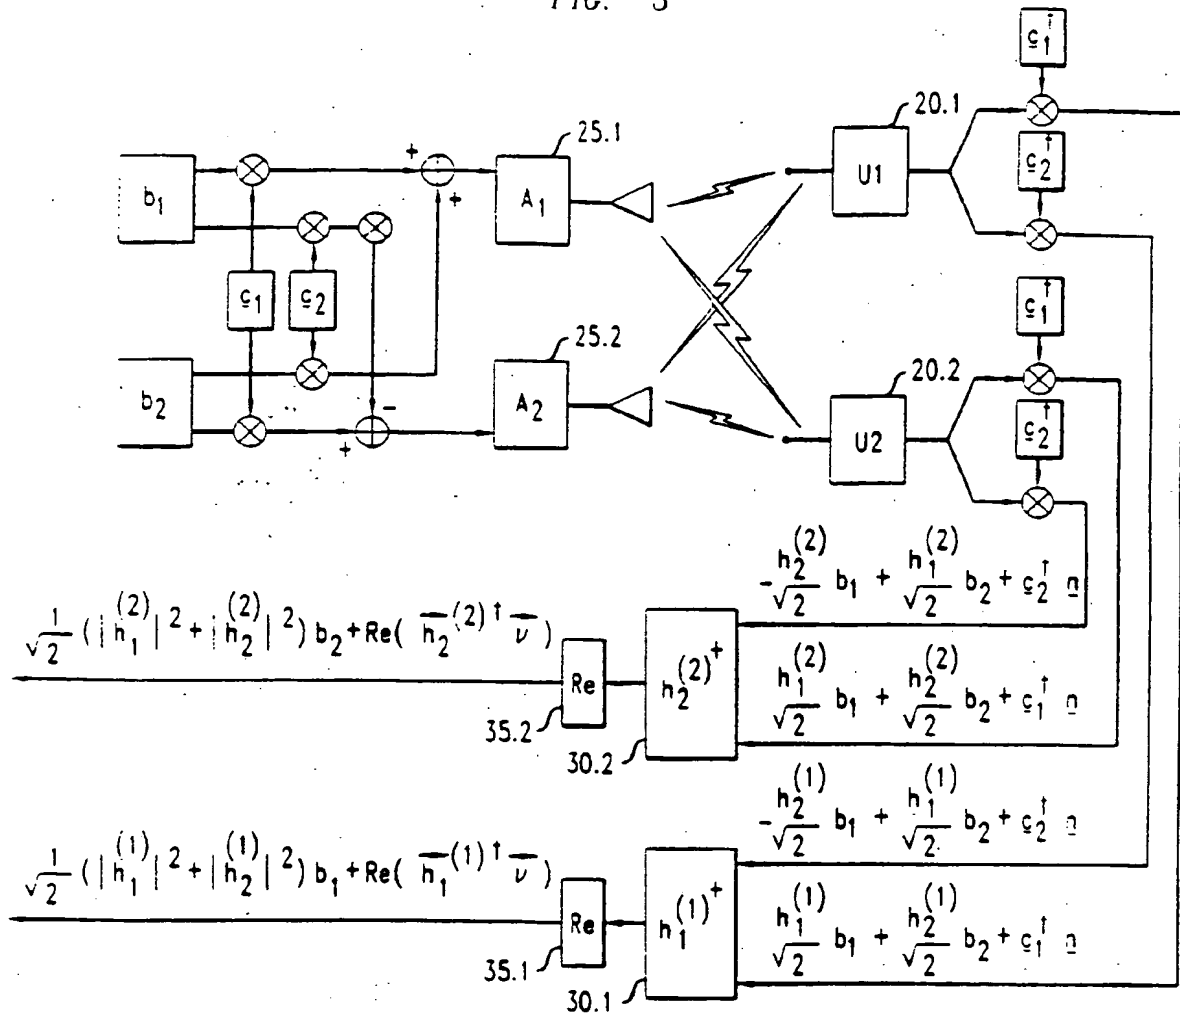 FIG. 3
c₁†
25.1
20.1
b₁
+
+
A₁
U1
c₂†
c₁
c₂
c₁†
25.2
20.2
b₂
-
+
A₂
U2
c₂†
-h₂⁽²⁾/√2 b₁ + h₁⁽²⁾/√2 b₂ + c₂† n
1/√2 (|h₁⁽²⁾|² + |h₂⁽²⁾|²) b₂ + Re( h₂⁽²⁾† ν )
Re
h₂⁽²⁾⁺
h₁⁽²⁾/√2 b₁ + h₂⁽²⁾/√2 b₂ + c₁† n
35.2
30.2
-h₂⁽¹⁾/√2 b₁ + h₁⁽¹⁾/√2 b₂ + c₂† n
1/√2 (|h₁⁽¹⁾|² + |h₂⁽¹⁾|²) b₁ + Re( h₁⁽¹⁾† ν )
Re
h₁⁽¹⁾⁺
h₁⁽¹⁾/√2 b₁ + h₂⁽¹⁾/√2 b₂ + c₁† n
35.1
30.1